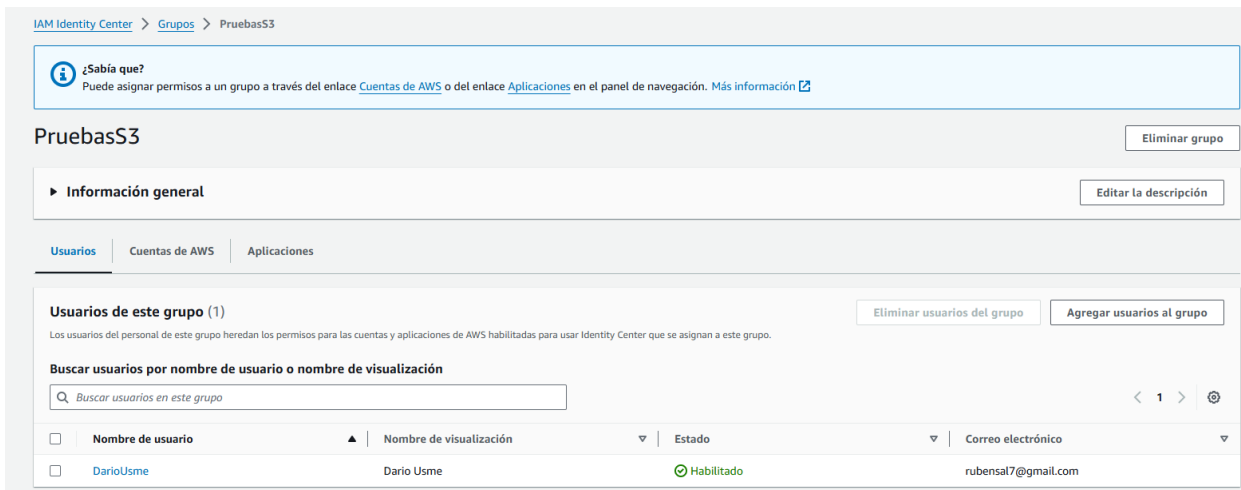 IAM Identity Center > Grupos > PruebasS3
¿Sabía que?
Puede asignar permisos a un grupo a través del enlace Cuentas de AWS o del enlace Aplicaciones en el panel de navegación. Más información
PruebasS3
Eliminar grupo
Información general
Editar la descripción
Usuarios
Cuentas de AWS
Aplicaciones
Usuarios de este grupo (1)
Eliminar usuarios del grupo
Agregar usuarios al grupo
Los usuarios del personal de este grupo heredan los permisos para las cuentas y aplicaciones de AWS habilitadas para usar Identity Center que se asignan a este grupo.
Buscar usuarios por nombre de usuario o nombre de visualización
Buscar usuarios en este grupo
< 1 >
Nombre de usuario Nombre de visualización Estado Correo electrónico
DarioUsme Dario Usme Habilitado rubensal7@gmail.com